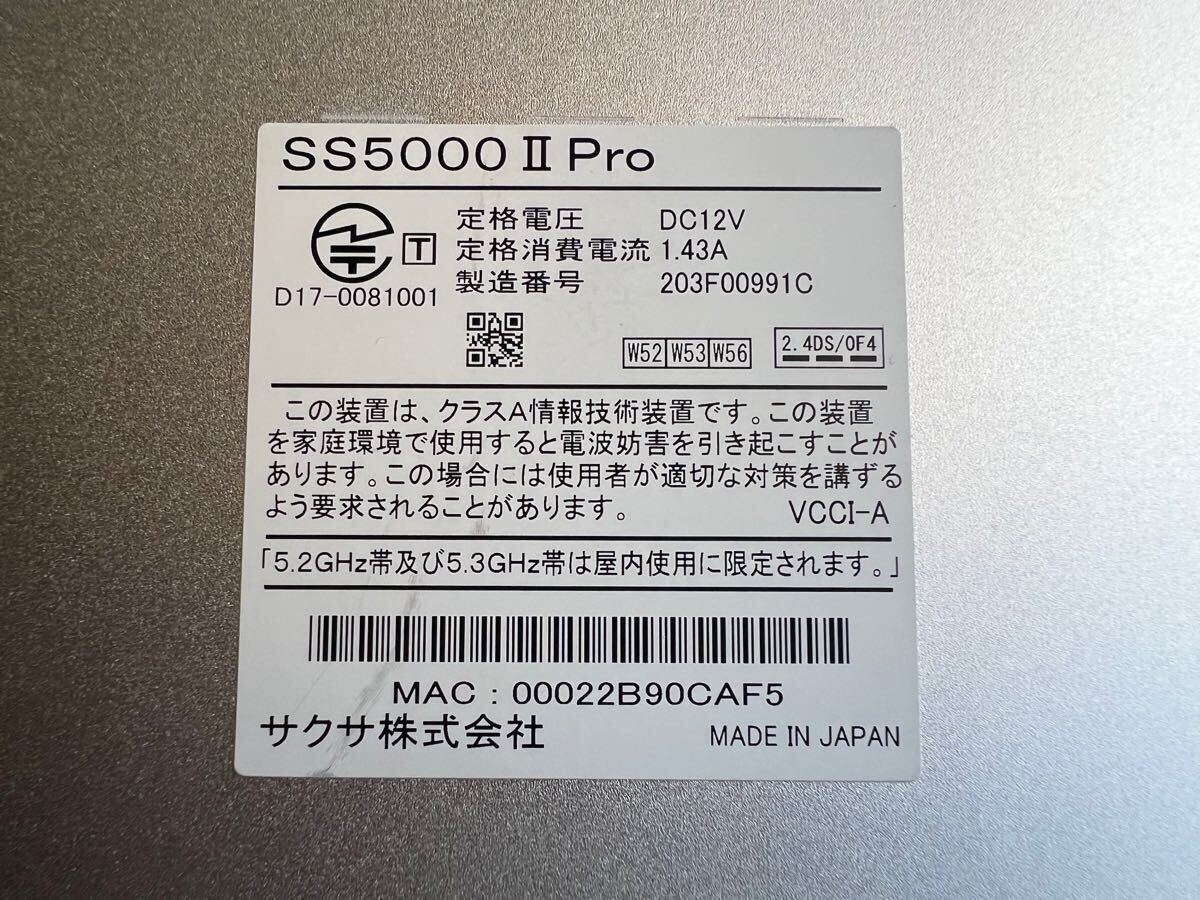 SS5000 Ⅱ Pro
定格電圧 DC12V
定格消費電流 1.43A
T
製造番号 203F00991C
D17-0081001
W52 W53 W56
2.4DS/OF4
この装置は、クラスA情報技術装置です。この装置
を家庭環境で使用すると電波妨害を引き起こすことが
あります。この場合には使用者が適切な対策を講ずる
よう要求されることがあります。
VCCI-A
「5.2GHz帯及び5.3GHz帯は屋内使用に限定されます。」
MAC : 00022B90CAF5
サクサ株式会社
MADE IN JAPAN